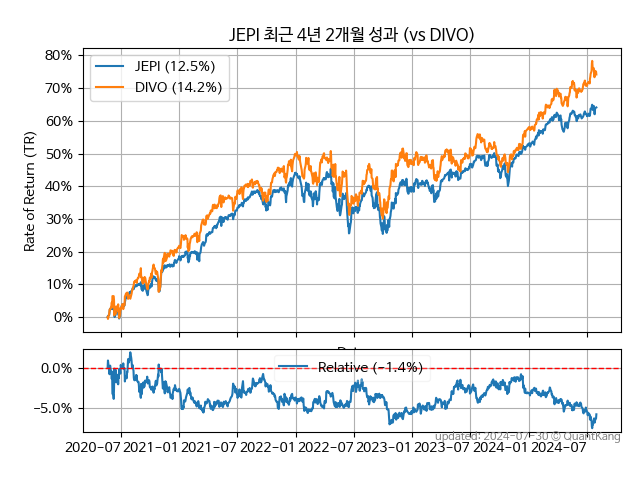 JEPI 최근 4년 2개월 성과 (vs DIVO)
80%
70%
60%
50%
40%
30%
20%
10%
0%
Rate of Return (TR)
JEPI (12.5%)
DIVO (14.2%)
0.0%
−5.0%
Relative (−1.4%)
2020−07 2021−01 2021−07 2022−01 2022−07 2023−01 2023−07 2024−01 2024−07
updated: 2024−07−30 © QuantKang